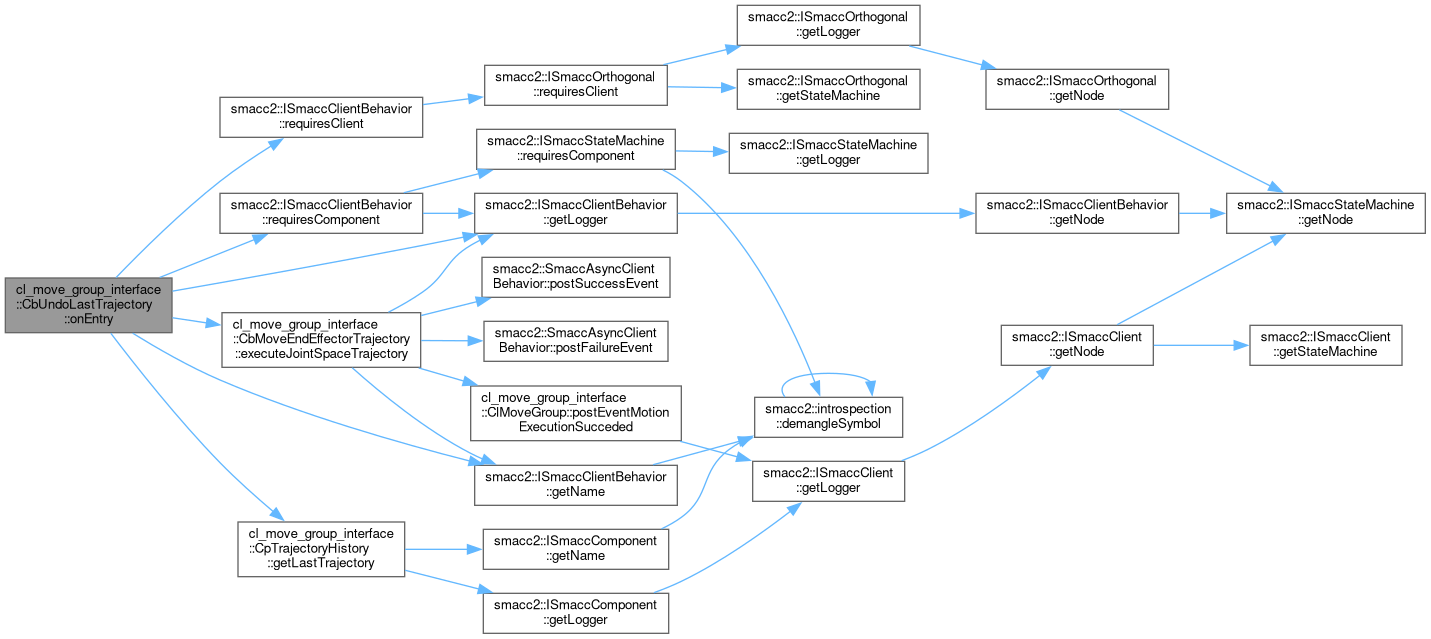 cl_move_group_interface
::CbUndoLastTrajectory
::onEntry
smacc2::ISmaccClientBehavior
::requiresClient
smacc2::ISmaccClientBehavior
::requiresComponent
cl_move_group_interface
::CbMoveEndEffectorTrajectory
::executeJointSpaceTrajectory
cl_move_group_interface
::CpTrajectoryHistory
::getLastTrajectory
smacc2::ISmaccOrthogonal
::requiresClient
smacc2::ISmaccStateMachine
::requiresComponent
smacc2::ISmaccClientBehavior
::getLogger
smacc2::SmaccAsyncClient
Behavior::postSuccessEvent
smacc2::SmaccAsyncClient
Behavior::postFailureEvent
cl_move_group_interface
::ClMoveGroup::postEventMotion
ExecutionSucceded
smacc2::ISmaccClientBehavior
::getName
smacc2::ISmaccComponent
::getName
smacc2::ISmaccComponent
::getLogger
smacc2::ISmaccOrthogonal
::getLogger
smacc2::ISmaccOrthogonal
::getStateMachine
smacc2::ISmaccStateMachine
::getLogger
smacc2::introspection
::demangleSymbol
smacc2::ISmaccClient
::getLogger
smacc2::ISmaccOrthogonal
::getNode
smacc2::ISmaccClientBehavior
::getNode
smacc2::ISmaccClient
::getNode
smacc2::ISmaccStateMachine
::getNode
smacc2::ISmaccClient
::getStateMachine